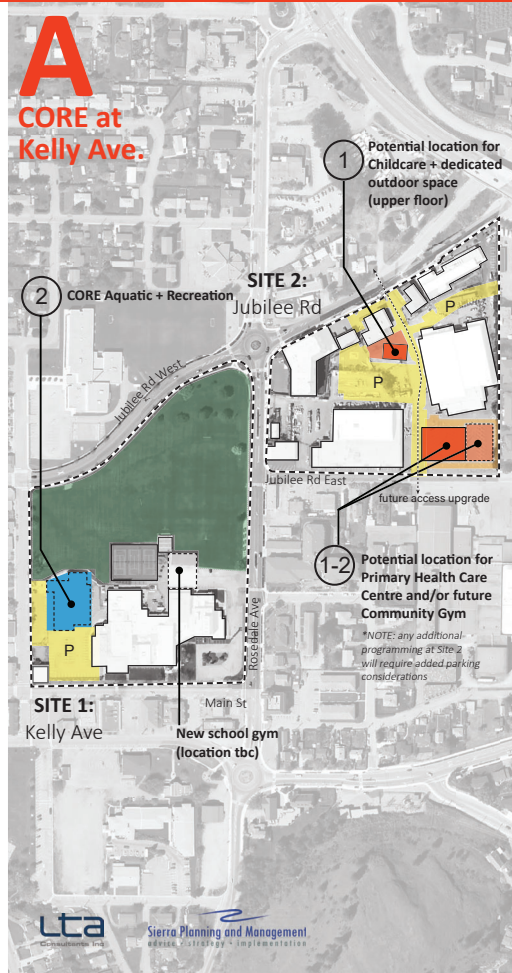 A
CORE at
Kelly Ave.
1
Potential location for
Childcare + dedicated
outdoor space
(upper floor)
2
CORE Aquatic + Recreation
SITE 2:
Jubilee Rd
P
P
Jubilee Rd West
Jubilee Rd East
future access upgrade
1-2
Potential location for
Primary Health Care
Centre and/or future
Community Gym
*NOTE: any additional
programming at Site 2
will require added parking
considerations
Rosedale Ave
P
SITE 1:
Kelly Ave
Main St
New school gym
(location tbc)
lta
Consultants Inc
Sierra Planning and Management
advice • strategy • implementation